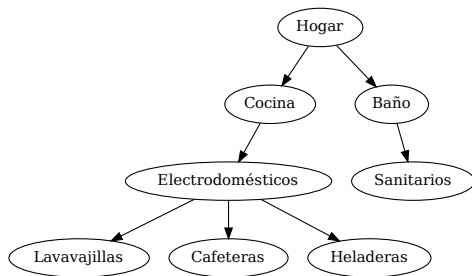 Hogar
Cocina
Baño
Electrodomésticos
Sanitarios
Lavavajillas
Cafeteras
Heladeras